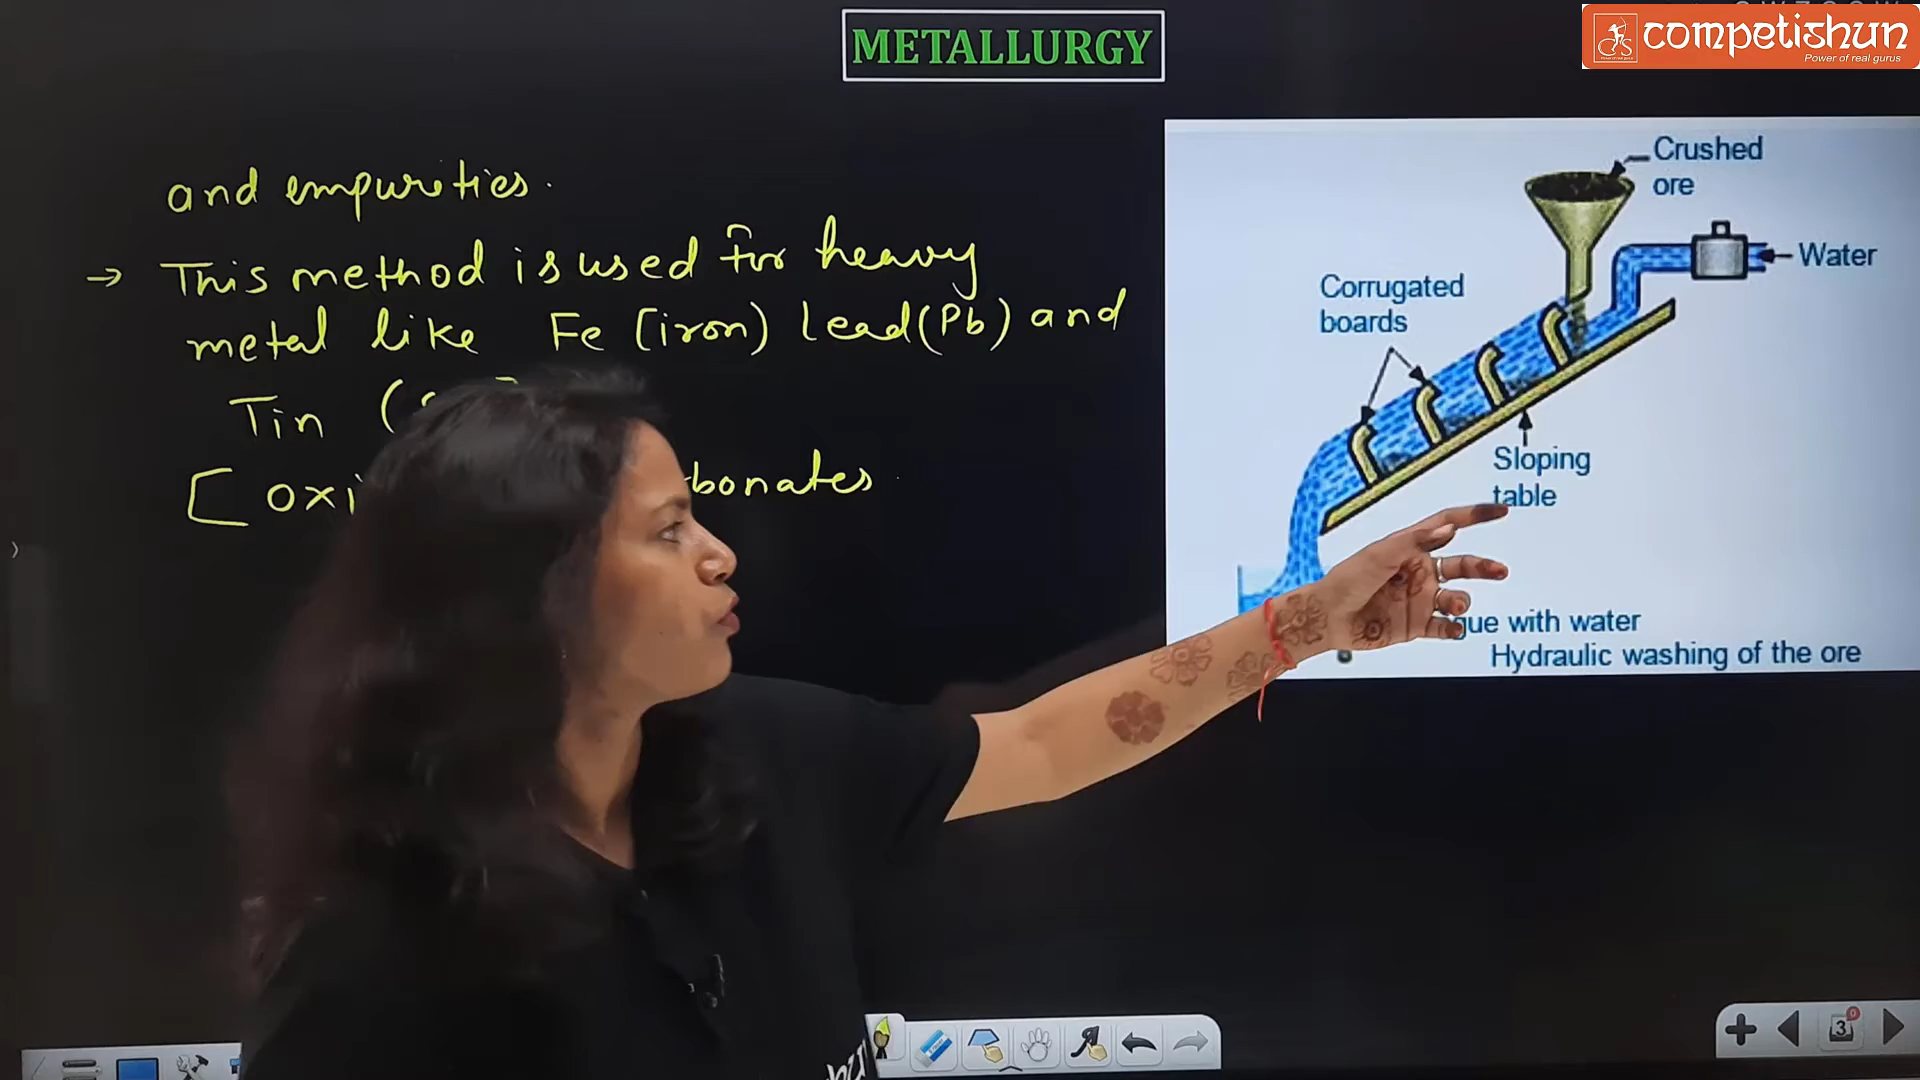 METALLURGY
competishun
Power of real gurus
and empurities.
→ This method is used for heavy
metal like Fe [iron) lead(Pb) and
Tin (
[ oxi bonates
Crushed
ore
Water
Corrugated
boards
Sloping
table
gue with water
Hydraulic washing of the ore
3
0